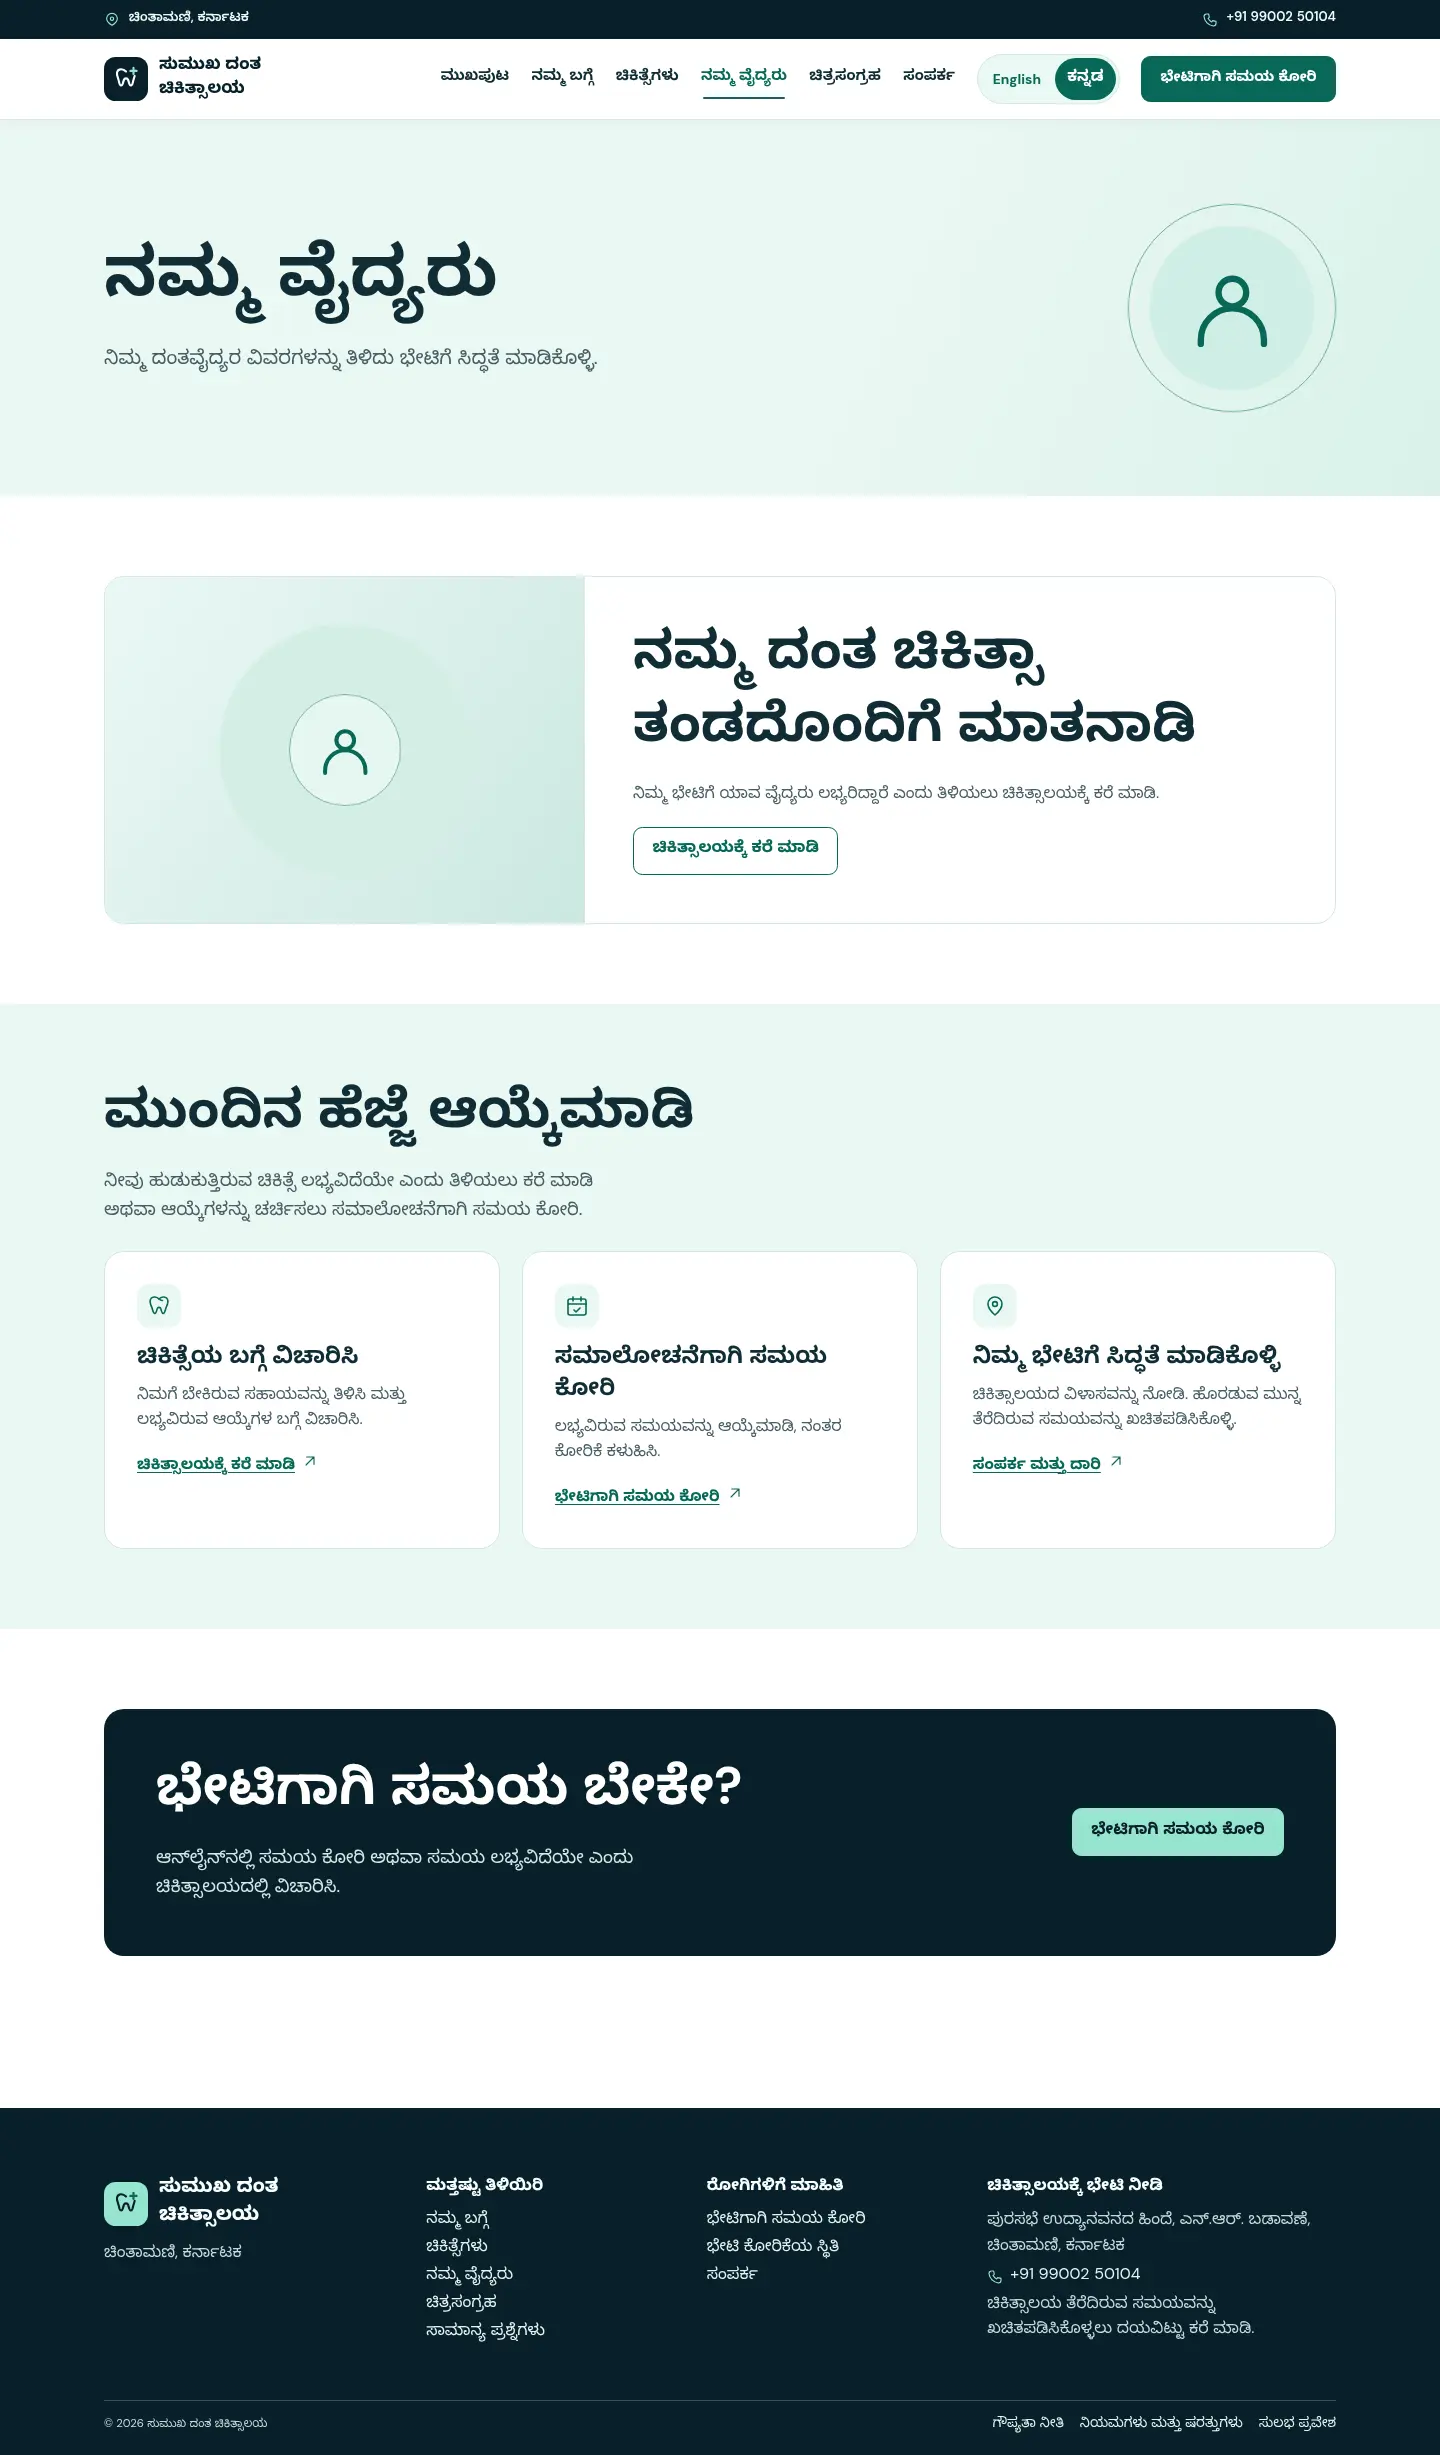 ಚಿಂತಾಮಣಿ, ಕರ್ನಾಟಕ
+91 99002 50104
ಸುಮುಖ ದಂತ
ಚಿಕಿತ್ಸಾಲಯ
ಮುಖಪುಟ ನಮ್ಮ ಬಗ್ಗೆ ಚಿಕಿತ್ಸೆಗಳು ನಮ್ಮ ವೈದ್ಯರು ಚಿತ್ರಸಂಗ್ರಹ ಸಂಪರ್ಕ English ಕನ್ನಡ ಭೇಟಿಗಾಗಿ ಸಮಯ ಕೋರಿ
ನಮ್ಮ ವೈದ್ಯರು
ನಿಮ್ಮ ದಂತವೈದ್ಯರ ವಿವರಗಳನ್ನು ತಿಳಿದು ಭೇಟಿಗೆ ಸಿದ್ಧತೆ ಮಾಡಿಕೊಳ್ಳಿ.
ನಮ್ಮ ದಂತ ಚಿಕಿತ್ಸಾ
ತಂಡದೊಂದಿಗೆ ಮಾತನಾಡಿ
ನಿಮ್ಮ ಭೇಟಿಗೆ ಯಾವ ವೈದ್ಯರು ಲಭ್ಯರಿದ್ದಾರೆ ಎಂದು ತಿಳಿಯಲು ಚಿಕಿತ್ಸಾಲಯಕ್ಕೆ ಕರೆ ಮಾಡಿ.
ಚಿಕಿತ್ಸಾಲಯಕ್ಕೆ ಕರೆ ಮಾಡಿ
ಮುಂದಿನ ಹೆಜ್ಜೆ ಆಯ್ಕೆಮಾಡಿ
ನೀವು ಹುಡುಕುತ್ತಿರುವ ಚಿಕಿತ್ಸೆ ಲಭ್ಯವಿದೆಯೇ ಎಂದು ತಿಳಿಯಲು ಕರೆ ಮಾಡಿ
ಅಥವಾ ಆಯ್ಕೆಗಳನ್ನು ಚರ್ಚಿಸಲು ಸಮಾಲೋಚನೆಗಾಗಿ ಸಮಯ ಕೋರಿ.
ಚಿಕಿತ್ಸೆಯ ಬಗ್ಗೆ ವಿಚಾರಿಸಿ
ನಿಮಗೆ ಬೇಕಿರುವ ಸಹಾಯವನ್ನು ತಿಳಿಸಿ ಮತ್ತು
ಲಭ್ಯವಿರುವ ಆಯ್ಕೆಗಳ ಬಗ್ಗೆ ವಿಚಾರಿಸಿ.
ಚಿಕಿತ್ಸಾಲಯಕ್ಕೆ ಕರೆ ಮಾಡಿ
ಸಮಾಲೋಚನೆಗಾಗಿ ಸಮಯ
ಕೋರಿ
ಲಭ್ಯವಿರುವ ಸಮಯವನ್ನು ಆಯ್ಕೆಮಾಡಿ, ನಂತರ
ಕೋರಿಕೆ ಕಳುಹಿಸಿ.
ಭೇಟಿಗಾಗಿ ಸಮಯ ಕೋರಿ
ನಿಮ್ಮ ಭೇಟಿಗೆ ಸಿದ್ಧತೆ ಮಾಡಿಕೊಳ್ಳಿ
ಚಿಕಿತ್ಸಾಲಯದ ವಿಳಾಸವನ್ನು ನೋಡಿ. ಹೊರಡುವ ಮುನ್ನ
ತೆರೆದಿರುವ ಸಮಯವನ್ನು ಖಚಿತಪಡಿಸಿಕೊಳ್ಳಿ.
ಸಂಪರ್ಕ ಮತ್ತು ದಾರಿ
ಭೇಟಿಗಾಗಿ ಸಮಯ ಬೇಕೇ?
ಆನ್‌ಲೈನ್‌ನಲ್ಲಿ ಸಮಯ ಕೋರಿ ಅಥವಾ ಸಮಯ ಲಭ್ಯವಿದೆಯೇ ಎಂದು
ಚಿಕಿತ್ಸಾಲಯದಲ್ಲಿ ವಿಚಾರಿಸಿ.
ಭೇಟಿಗಾಗಿ ಸಮಯ ಕೋರಿ
ಸುಮುಖ ದಂತ
ಚಿಕಿತ್ಸಾಲಯ
ಚಿಂತಾಮಣಿ, ಕರ್ನಾಟಕ
ಮತ್ತಷ್ಟು ತಿಳಿಯಿರಿ
ನಮ್ಮ ಬಗ್ಗೆ
ಚಿಕಿತ್ಸೆಗಳು
ನಮ್ಮ ವೈದ್ಯರು
ಚಿತ್ರಸಂಗ್ರಹ
ಸಾಮಾನ್ಯ ಪ್ರಶ್ನೆಗಳು
ರೋಗಿಗಳಿಗೆ ಮಾಹಿತಿ
ಭೇಟಿಗಾಗಿ ಸಮಯ ಕೋರಿ
ಭೇಟಿ ಕೋರಿಕೆಯ ಸ್ಥಿತಿ
ಸಂಪರ್ಕ
ಚಿಕಿತ್ಸಾಲಯಕ್ಕೆ ಭೇಟಿ ನೀಡಿ
ಪುರಸಭೆ ಉದ್ಯಾನವನದ ಹಿಂದೆ, ಎನ್.ಆರ್. ಬಡಾವಣೆ,
ಚಿಂತಾಮಣಿ, ಕರ್ನಾಟಕ
+91 99002 50104
ಚಿಕಿತ್ಸಾಲಯ ತೆರೆದಿರುವ ಸಮಯವನ್ನು
ಖಚಿತಪಡಿಸಿಕೊಳ್ಳಲು ದಯವಿಟ್ಟು ಕರೆ ಮಾಡಿ.
© 2026 ಸುಮುಖ ದಂತ ಚಿಕಿತ್ಸಾಲಯ
ಗೌಪ್ಯತಾ ನೀತಿ ನಿಯಮಗಳು ಮತ್ತು ಷರತ್ತುಗಳು ಸುಲಭ ಪ್ರವೇಶ